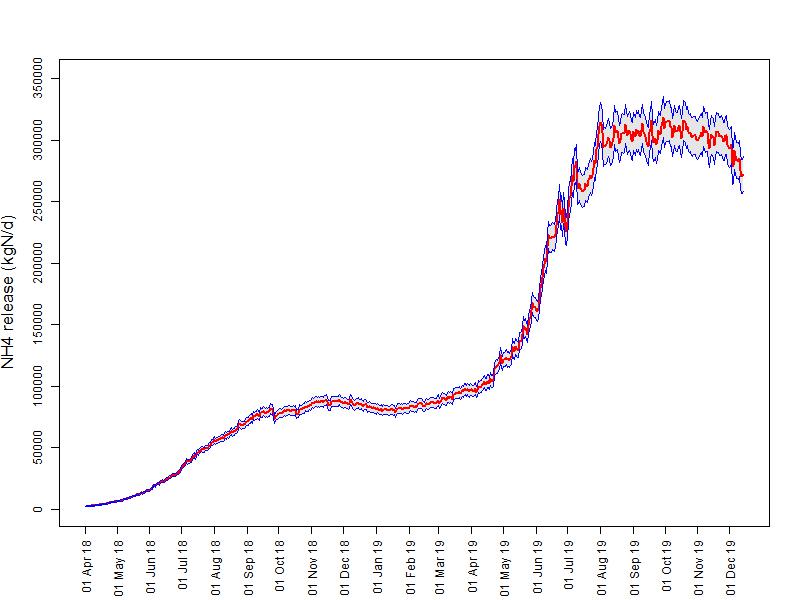 NH4 release (kgN/d)
350000
300000
250000
200000
150000
100000
50000
0
01 Apr 18
01 May 18
01 Jun 18
01 Jul 18
01 Aug 18
01 Sep 18
01 Oct 18
01 Nov 18
01 Dec 18
01 Jan 19
01 Feb 19
01 Mar 19
01 Apr 19
01 May 19
01 Jun 19
01 Jul 19
01 Aug 19
01 Sep 19
01 Oct 19
01 Nov 19
01 Dec 19